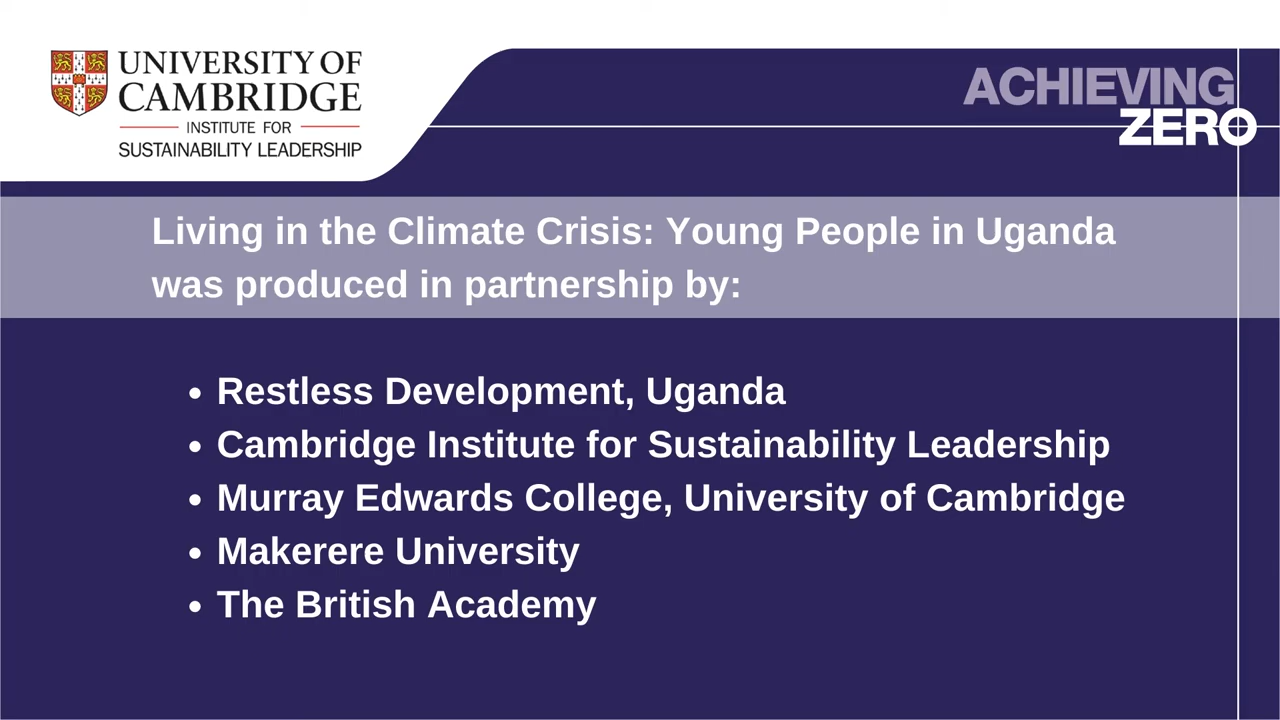 UNIVERSITY OF
CAMBRIDGE
INSTITUTE FOR
SUSTAINABILITY LEADERSHIP
ACHIEVING
ZERO
Living in the Climate Crisis: Young People in Uganda
was produced in partnership by:
• Restless Development, Uganda
• Cambridge Institute for Sustainability Leadership
• Murray Edwards College, University of Cambridge
• Makerere University
• The British Academy